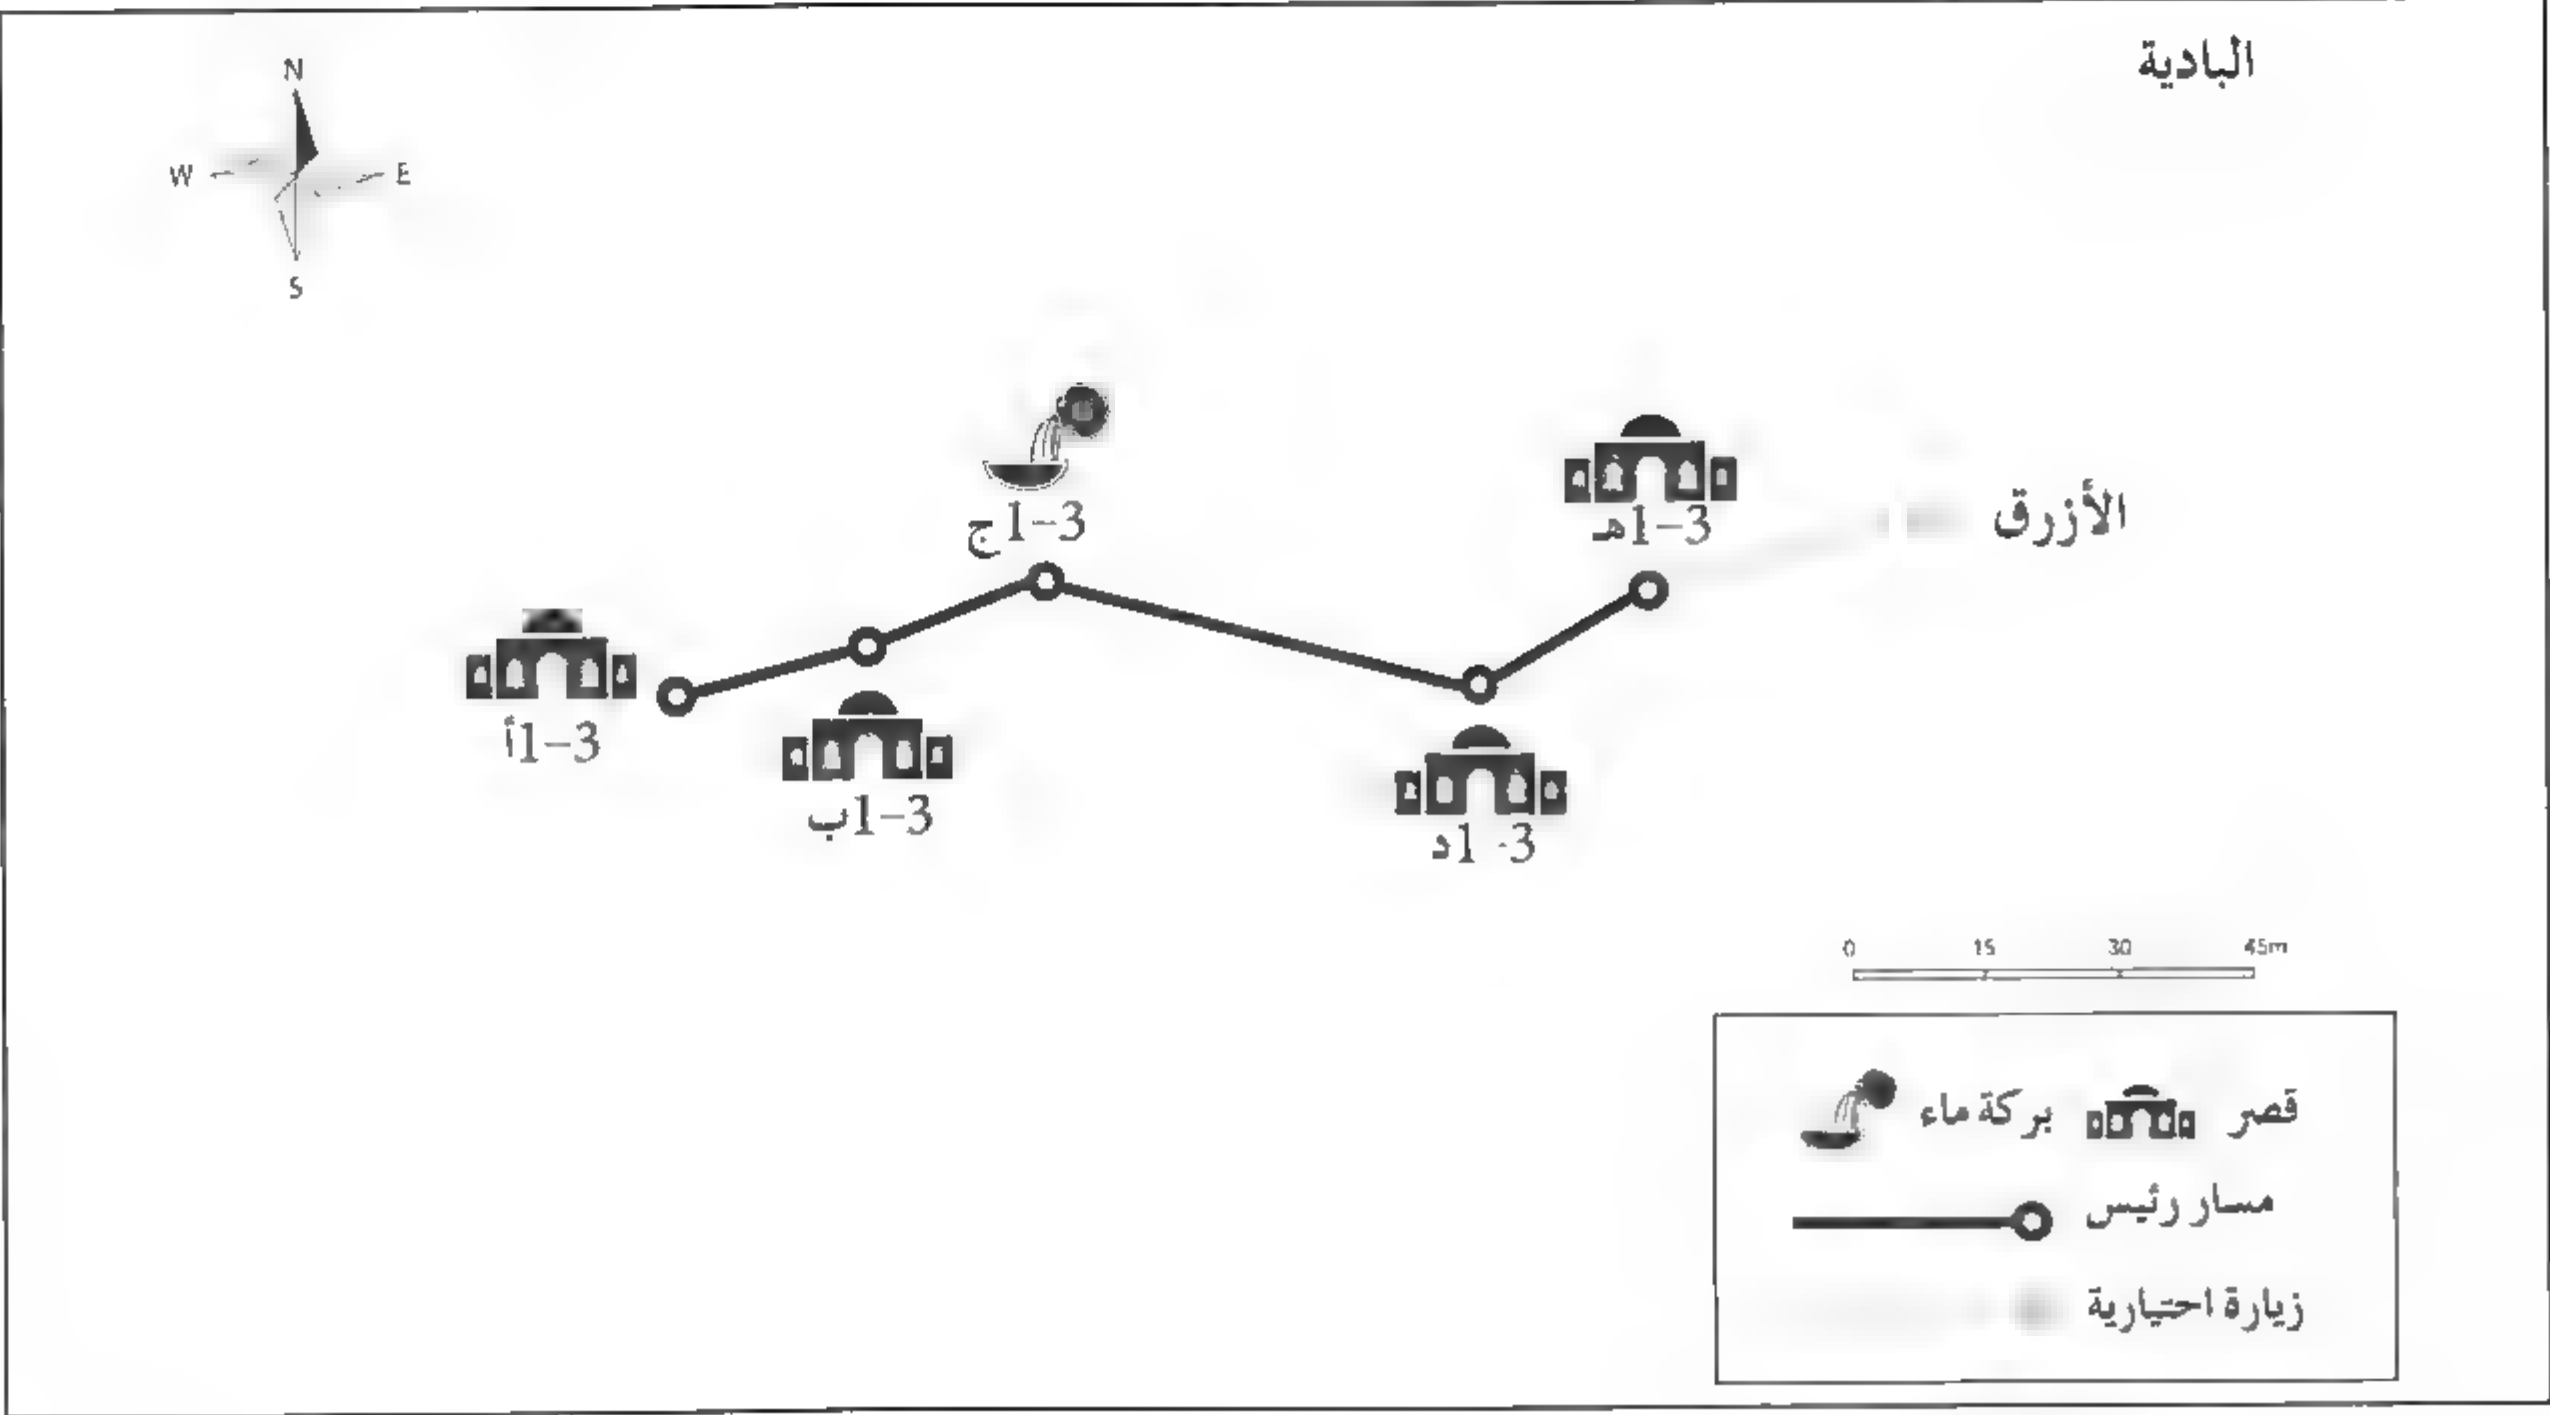 البادية
N
W E
S
3-1ج
3-1هـ
الأزرق
3-1أ
3-1ب
3-1د
0 15 30 45m
قصر بركة ماء
مسار رئيس
زيارة احتيارية